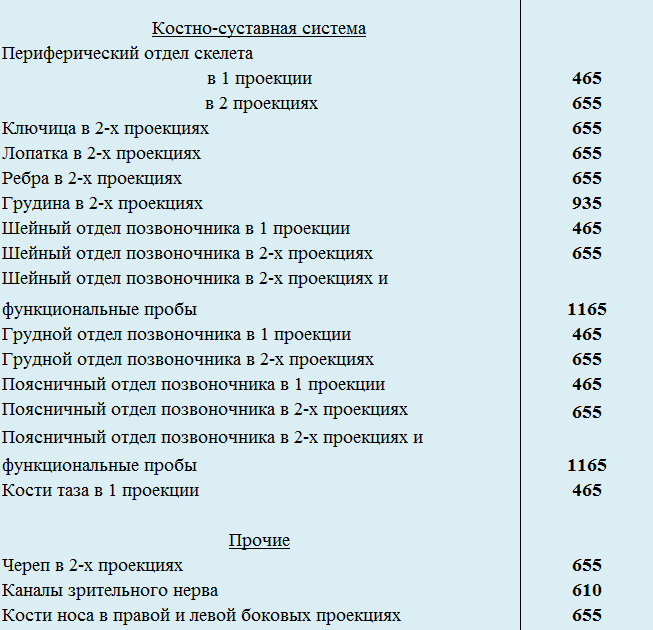 Костно-суставная система
Периферический отдел скелета
в 1 проекции 465
в 2 проекциях 655
Ключица в 2-х проекциях 655
Лопатка в 2-х проекциях 655
Ребра в 2-х проекциях 655
Грудина в 2-х проекциях 935
Шейный отдел позвоночника в 1 проекции 465
Шейный отдел позвоночника в 2-х проекциях 655
Шейный отдел позвоночника в 2-х проекциях и
функциональные пробы 1165
Грудной отдел позвоночника в 1 проекции 465
Грудной отдел позвоночника в 2-х проекциях 655
Поясничный отдел позвоночника в 1 проекции 465
Поясничный отдел позвоночника в 2-х проекциях 655
Поясничный отдел позвоночника в 2-х проекциях и
функциональные пробы 1165
Кости таза в 1 проекции 465
Прочие
Череп в 2-х проекциях 655
Каналы зрительного нерва 610
Кости носа в правой и левой боковых проекциях 655